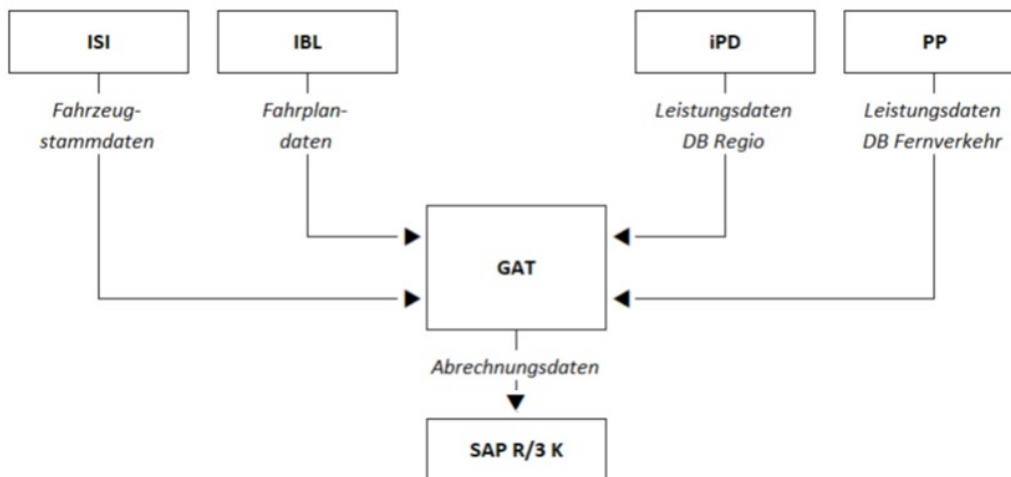 ISI
IBL
iPD
PP
Fahrzeug-
stammdaten
Fahrplan-
daten
Leistungsdaten
DB Regio
Leistungsdaten
DB Fernverkehr
GAT
Abrechnungsdaten
SAP R/3 K